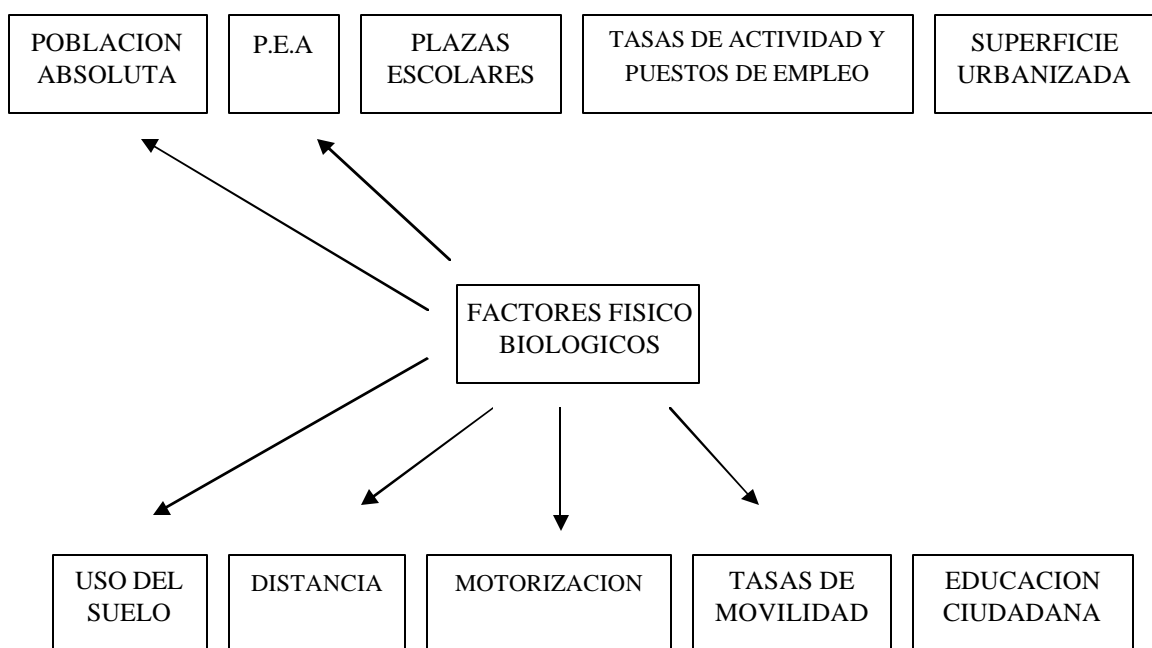 POBLACION
ABSOLUTA
P.E.A
PLAZAS
ESCOLARES
TASAS DE ACTIVIDAD Y
PUESTOS DE EMPLEO
SUPERFICIE
URBANIZADA
FACTORES FISICO
BIOLOGICOS
USO DEL
SUELO
DISTANCIA
MOTORIZACION
TASAS DE
MOVILIDAD
EDUCACION
CIUDADANA